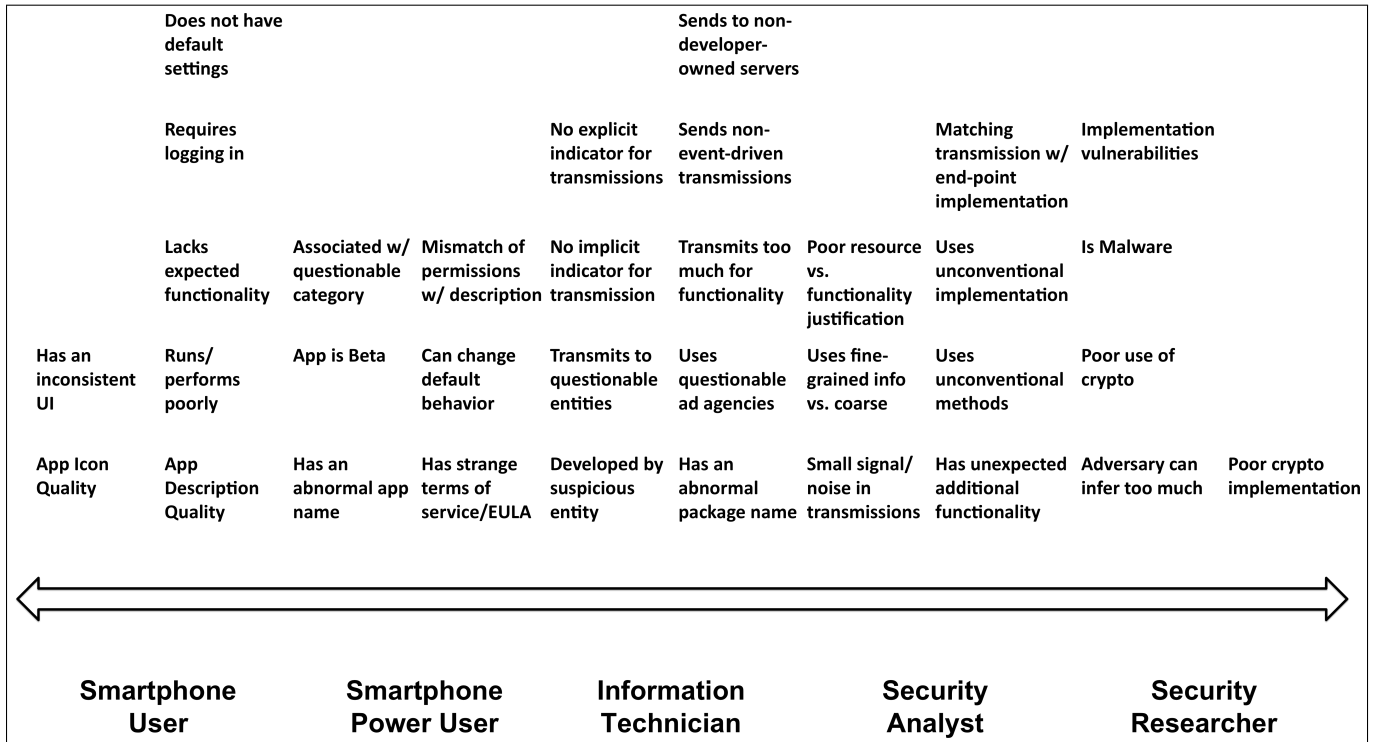 Does not have
default
settings
Sends to non-
developer-
owned servers
Requires
logging in
No explicit
indicator for
transmissions
Sends non-
event-driven
transmissions
Matching
transmission w/
end-point
implementation
Implementation
vulnerabilities
Lacks
expected
functionality
Associated w/
questionable
category
Mismatch of
permissions
w/ description
No implicit
indicator for
transmission
Transmits too
much for
functionality
Poor resource
vs.
functionality
justification
Uses
unconventional
implementation
Is Malware
Has an
inconsistent
UI
Runs/
performs
poorly
App is Beta
Can change
default
behavior
Transmits to
questionable
entities
Uses
questionable
ad agencies
Uses fine-
grained info
vs. coarse
Uses
unconventional
methods
Poor use of
crypto
App Icon
Quality
App
Description
Quality
Has an
abnormal app
name
Has strange
terms of
service/EULA
Developed by
suspicious
entity
Has an
abnormal
package name
Small signal/
noise in
transmissions
Has unexpected
additional
functionality
Adversary can
infer too much
Poor crypto
implementation
Smartphone
User
Smartphone
Power User
Information
Technician
Security
Analyst
Security
Researcher